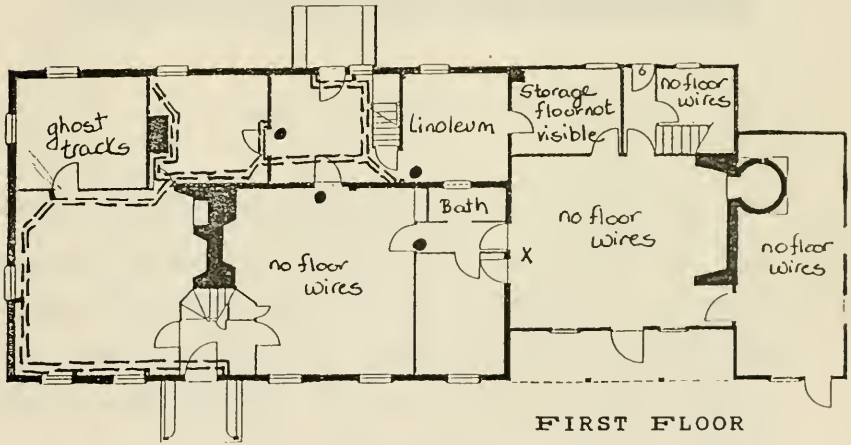 ghost
tracks
Linoleum
Storage
floor not
visible
6
no floor
wires
Bath
no floor
wires
no floor
wires
no floor
wires
X
FIRST FLOOR